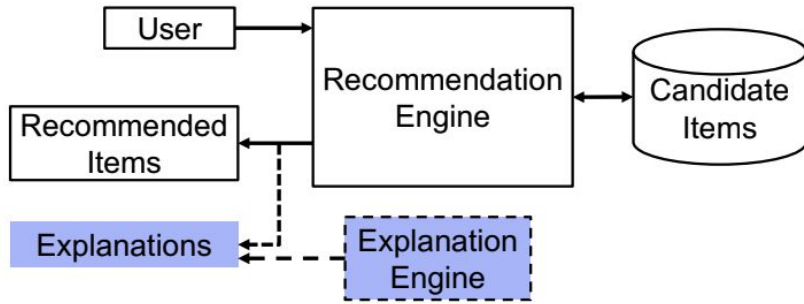 User
Recommendation
Engine
Candidate
Items
Recommended
Items
Explanations
Explanation
Engine